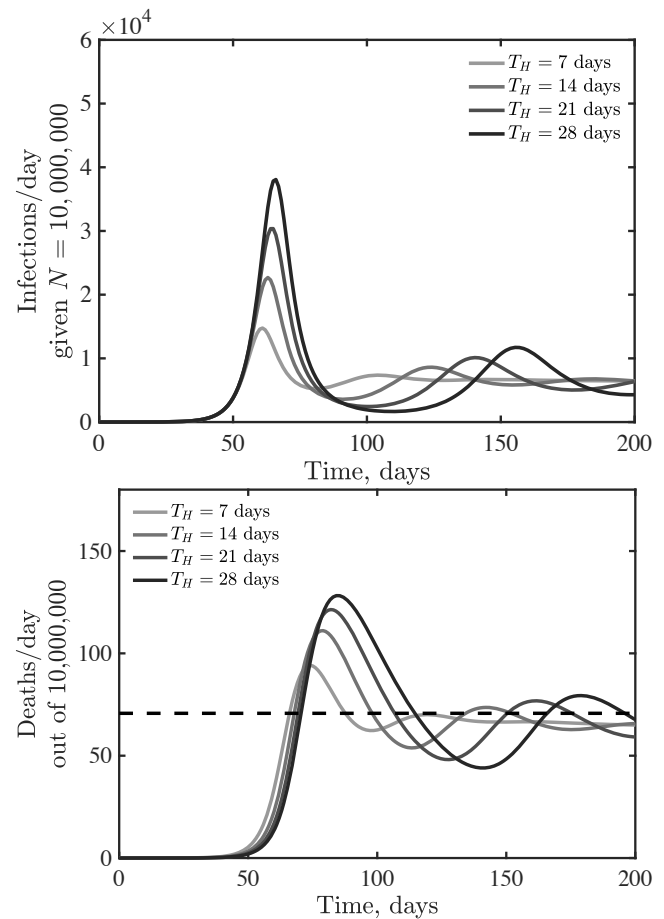 ×10⁴
6
5
4
3
2
1
0
Infections/day
given N = 10,000,000
T_H = 7 days
T_H = 14 days
T_H = 21 days
T_H = 28 days
0 50 100 150 200
Time, days
150
100
50
0
Deaths/day
out of 10,000,000
T_H = 7 days
T_H = 14 days
T_H = 21 days
T_H = 28 days
0 50 100 150 200
Time, days